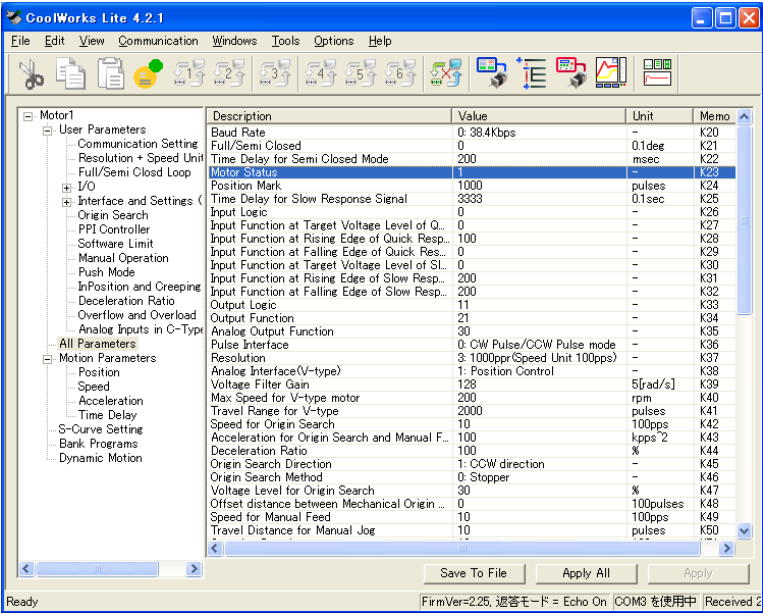 CoolWorks Lite 4.2.1
File Edit View Communication Windows Tools Options Help
1 2 3 4 5 6
Motor1
User Parameters
Communication Setting
Resolution + Speed Unit
Full/Semi Closd Loop
I/O
Interface and Settings (
Origin Search
PPI Controller
Software Limit
Manual Operation
Push Mode
InPosition and Creeping
Deceleration Ratio
Overflow and Overload
Analog Inputs in C-Type
All Parameters
Motion Parameters
Position
Speed
Acceleration
Time Delay
S-Curve Setting
Bank Programs
Dynamic Motion
Description Value Unit Memo
Baud Rate 0: 38.4Kbps - K20
Full/Semi Closed 0 0.1deg K21
Time Delay for Semi Closed Mode 200 msec K22
Motor Status 1 - K23
Position Mark 1000 pulses K24
Time Delay for Slow Response Signal 3333 0.1sec K25
Input Logic 0 - K26
Input Function at Target Voltage Level of Q... 0 - K27
Input Function at Rising Edge of Quick Resp... 100 - K28
Input Function at Falling Edge of Quick Res... 0 - K29
Input Function at Target Voltage Level of Sl... 0 - K30
Input Function at Rising Edge of Slow Resp... 200 - K31
Input Function at Falling Edge of Slow Resp... 200 - K32
Output Logic 11 - K33
Output Function 21 - K34
Analog Output Function 30 - K35
Pulse Interface 0: CW Pulse/CCW Pulse mode - K36
Resolution 3: 1000ppr(Speed Unit 100pps) - K37
Analog Interface(V-type) 1: Position Control - K38
Voltage Filter Gain 128 5[rad/s] K39
Max Speed for V-type motor 200 rpm K40
Travel Range for V-type 2000 pulses K41
Speed for Origin Search 10 100pps K42
Acceleration for Origin Search and Manual F... 100 kpps^2 K43
Deceleration Ratio 100 % K44
Origin Search Direction 1: CCW direction - K45
Origin Search Method 0: Stopper - K46
Voltage Level for Origin Search 30 % K47
Offset distance between Mechanical Origin ... 0 100pulses K48
Speed for Manual Feed 10 100pps K49
Travel Distance for Manual Jog 10 pulses K50
Save To File Apply All Apply
Ready FirmVer=2.25, 返答モード = Echo On COM3 を使用中 Received 2